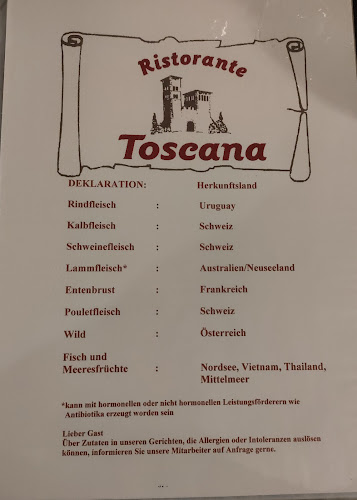 Ristorante
Toscana
DEKLARATION: Herkunftsland
Rindfleisch : Uruguay
Kalbfleisch : Schweiz
Schweinefleisch : Schweiz
Lammfleisch* : Australien/Neuseeland
Entenbrust : Frankreich
Pouletfleisch : Schweiz
Wild : Österreich
Fisch und
Meeresfrüchte : Nordsee, Vietnam, Thailand,
Mittelmeer
*kann mit hormonellen oder nicht hormonellen Leistungsförderern wie
Antibiotika erzeugt worden sein
Lieber Gast
Über Zutaten in unseren Gerichten, die Allergien oder Intoleranzen auslösen
können, informieren Sie unsere Mitarbeiter auf Anfrage gerne.